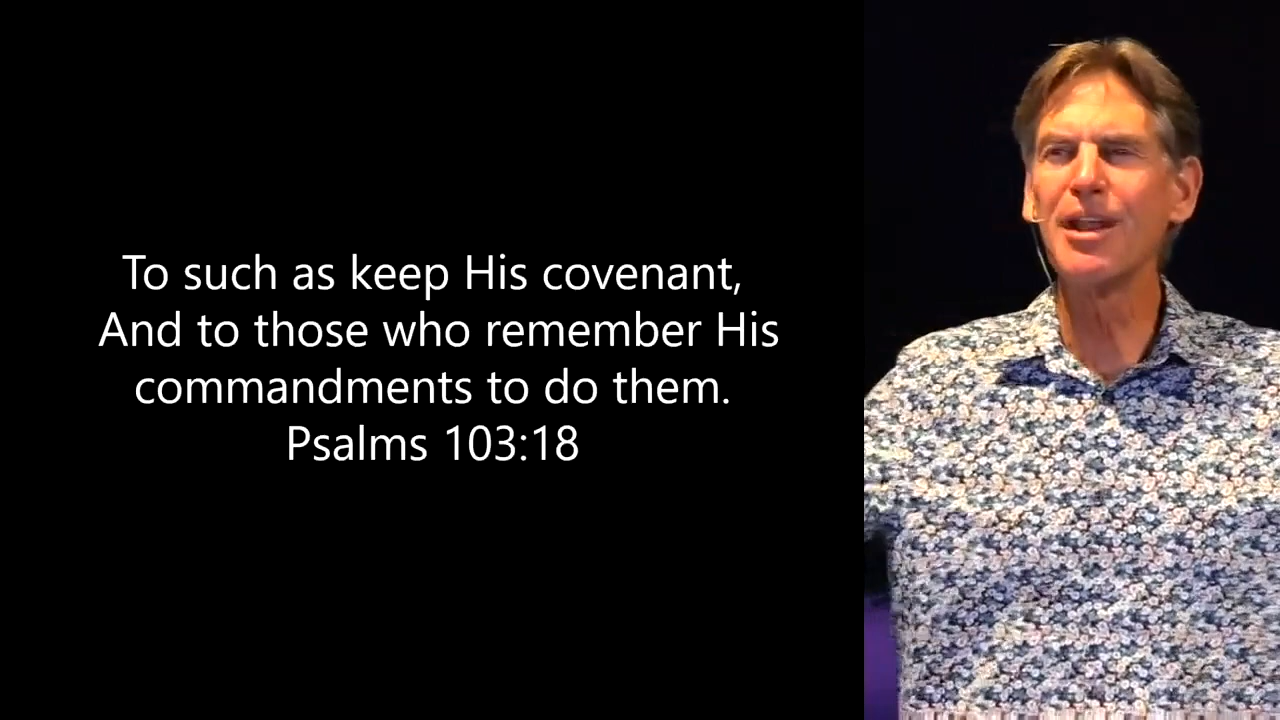 To such as keep His covenant,
And to those who remember His
commandments to do them.
Psalms 103:18